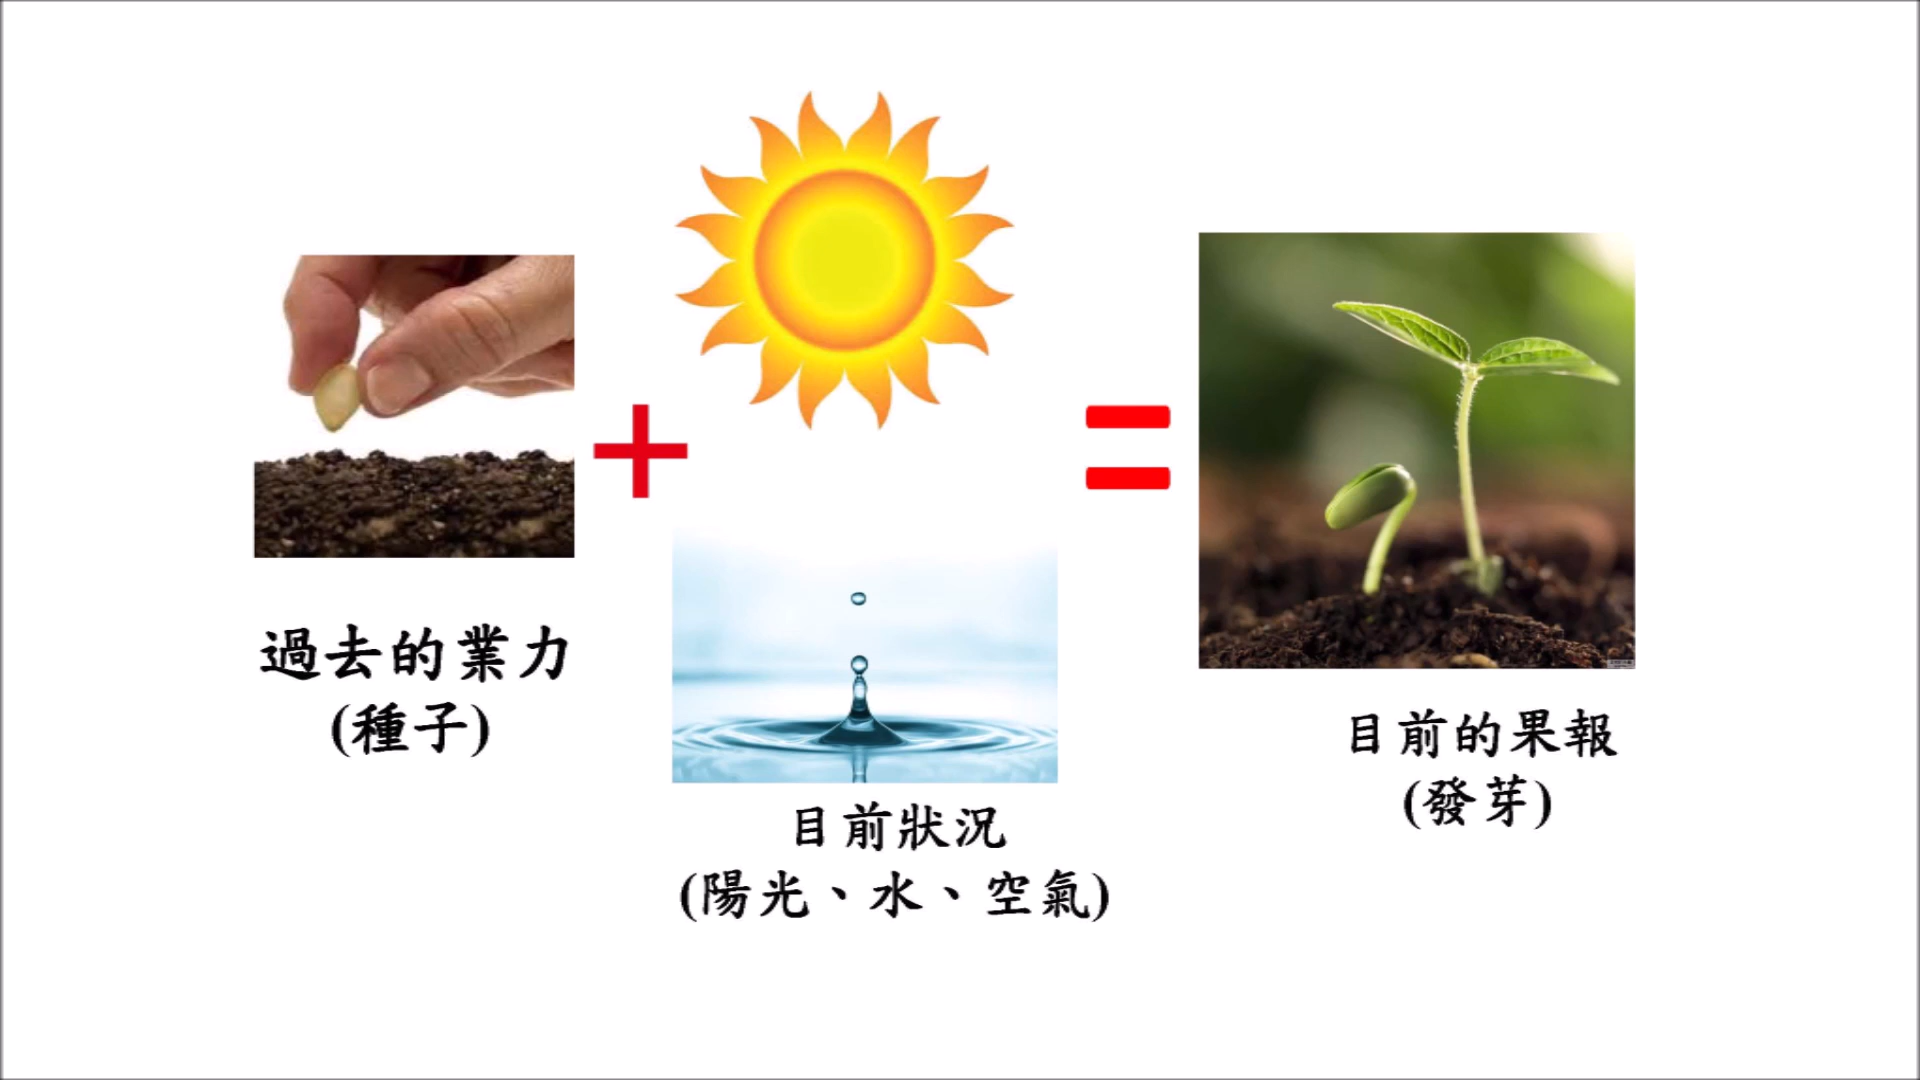 過去的業力
(種子)
目前狀況
(陽光、水、空氣)
目前的果報
(發芽)